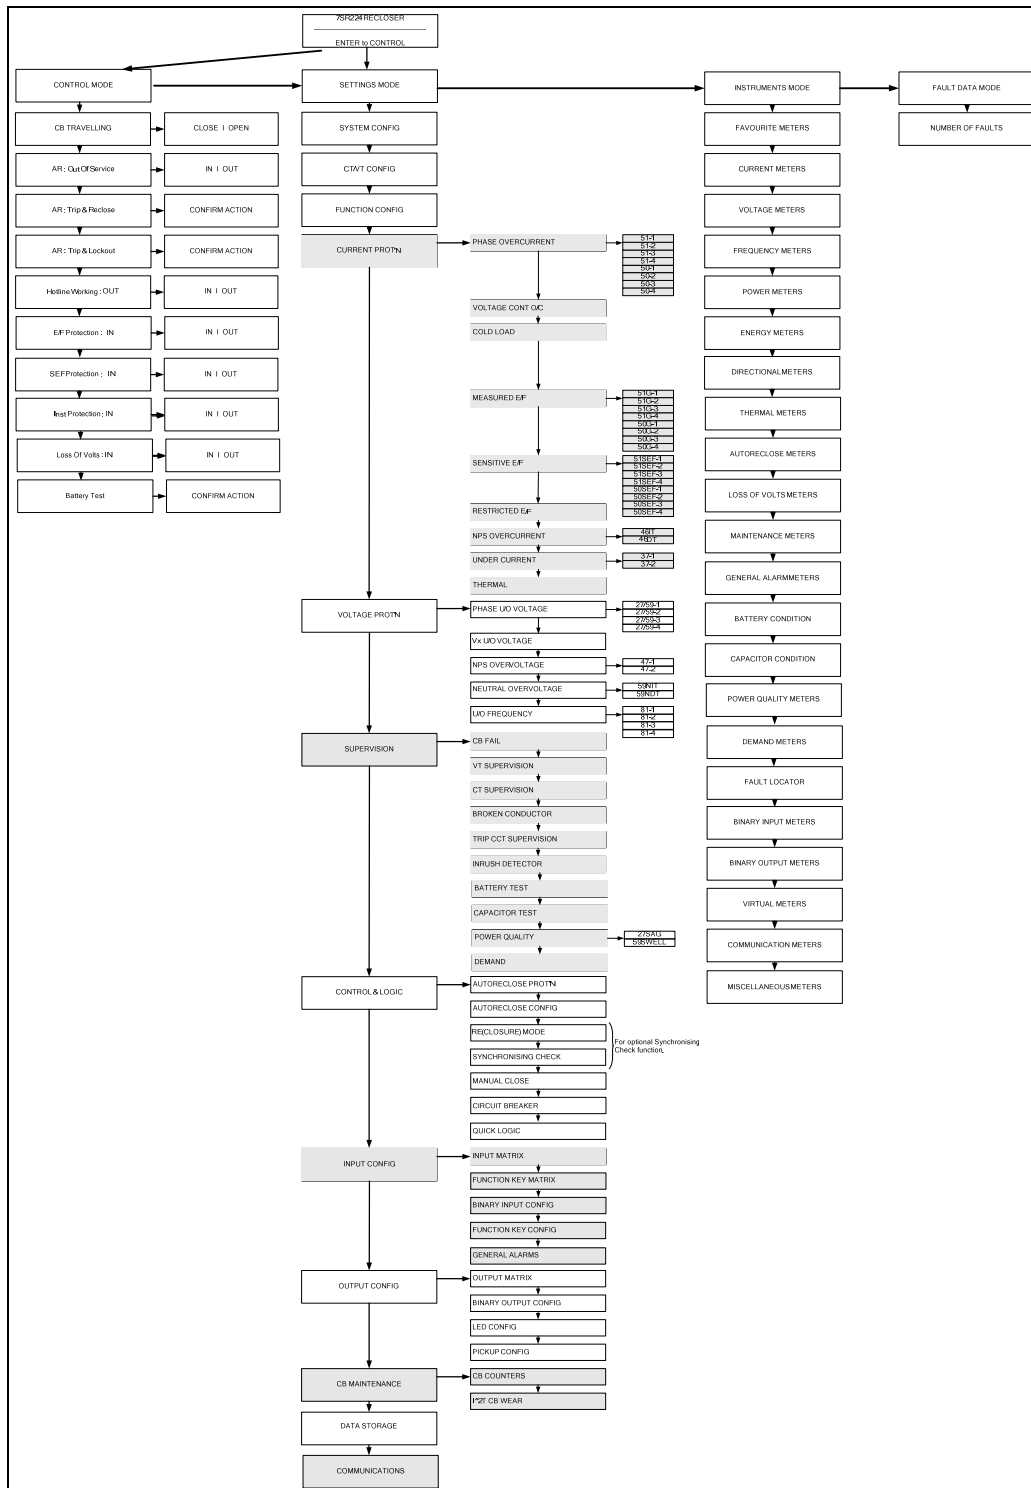 7SR224 RECLOSER
ENTER to CONTROL
CONTROL MODE
CB TRAVELLING
CLOSE I OPEN
AR: Out Of Service
IN I OUT
AR: Trip & Reclose
CONFIRM ACTION
AR: Trip & Lockout
CONFIRM ACTION
Hotline Working: OUT
IN I OUT
E/F Protection: IN
IN I OUT
SEF Protection: IN
IN I OUT
Inst Protection: IN
IN I OUT
Loss Of Volts: IN
IN I OUT
Battery Test
CONFIRM ACTION
SETTINGS MODE
SYSTEM CONFIG
CT/VT CONFIG
FUNCTION CONFIG
CURRENT PROT'N
PHASE OVERCURRENT
51-1
51-2
51-3
51-4
50-1
50-2
50-3
50-4
VOLTAGE CONT O/C
COLD LOAD
MEASURED E/F
51G-1
51G-2
51G-3
51G-4
50G-1
50G-2
50G-3
50G-4
SENSITIVE E/F
51SEF-1
51SEF-2
51SEF-3
51SEF-4
50SEF-1
50SEF-2
50SEF-3
50SEF-4
RESTRICTED E/F
NPS OVERCURRENT
46IT
46DT
UNDER CURRENT
37-1
37-2
THERMAL
VOLTAGE PROT'N
PHASE U/O VOLTAGE
27/59-1
27/59-2
27/59-3
27/59-4
Vx U/O VOLTAGE
NPS OVERVOLTAGE
47-1
47-2
NEUTRAL OVERVOLTAGE
59NIT
59NDT
U/O FREQUENCY
81-1
81-2
81-3
81-4
SUPERVISION
CB FAIL
VT SUPERVISION
CT SUPERVISION
BROKEN CONDUCTOR
TRIP CCT SUPERVISION
INRUSH DETECTOR
BATTERY TEST
CAPACITOR TEST
POWER QUALITY
27SAG
59SWELL
DEMAND
CONTROL & LOGIC
AUTORECLOSE PROT'N
AUTORECLOSE CONFIG
RE(CLOSURE) MODE
SYNCHRONISING CHECK
For optional Synchronising
Check function.
MANUAL CLOSE
CIRCUIT BREAKER
QUICK LOGIC
INPUT CONFIG
INPUT MATRIX
FUNCTION KEY MATRIX
BINARY INPUT CONFIG
FUNCTION KEY CONFIG
GENERAL ALARMS
OUTPUT CONFIG
OUTPUT MATRIX
BINARY OUTPUT CONFIG
LED CONFIG
PICKUP CONFIG
CB MAINTENANCE
CB COUNTERS
I^2T CB WEAR
DATA STORAGE
COMMUNICATIONS
INSTRUMENTS MODE
FAVOURITE METERS
CURRENT METERS
VOLTAGE METERS
FREQUENCY METERS
POWER METERS
ENERGY METERS
DIRECTIONAL METERS
THERMAL METERS
AUTORECLOSE METERS
LOSS OF VOLTS METERS
MAINTENANCE METERS
GENERAL ALARM METERS
BATTERY CONDITION
CAPACITOR CONDITION
POWER QUALITY METERS
DEMAND METERS
FAULT LOCATOR
BINARY INPUT METERS
BINARY OUTPUT METERS
VIRTUAL METERS
COMMUNICATION METERS
MISCELLANEOUS METERS
FAULT DATA MODE
NUMBER OF FAULTS